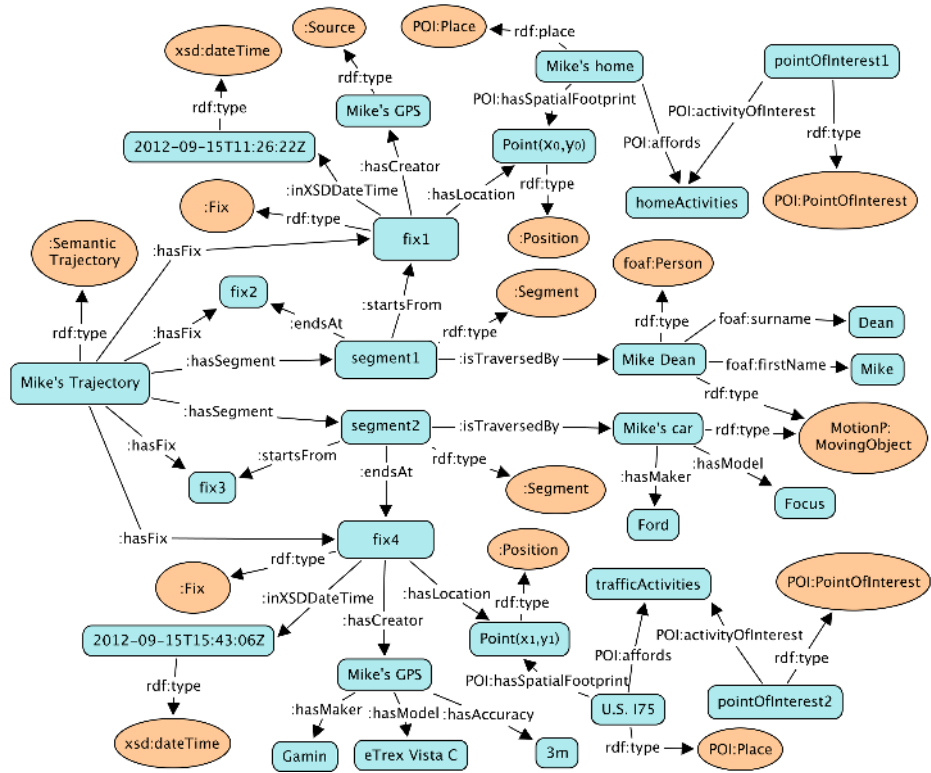 :Source
POI:Place
rdf:place
xsd:dateTime
Mike's home
pointOfInterest1
rdf:type
rdf:type
Mike's GPS
POI:hasSpatialFootprint
POI:activityOfInterest
2012-09-15T11:26:22Z
Point(x₀,y₀)
POI:affords
rdf:type
:hasCreator
:inXSDDateTime
:hasLocation
rdf:type
homeActivities
POI:PointOfInterest
:Fix
rdf:type
fix1
:Position
:Semantic
Trajectory
:hasFix
foaf:Person
fix2
:startsFrom
:Segment
:endsAt
rdf:type
rdf:type
:hasFix
rdf:type
foaf:surname
Dean
:hasSegment
segment1
:isTraversedBy
Mike Dean
foaf:firstName
Mike
Mike's Trajectory
rdf:type
:hasSegment
segment2
:isTraversedBy
Mike's car
rdf:type
MotionP:
MovingObject
:hasFix
:startsFrom
rdf:type
:hasMaker
:hasModel
:endsAt
fix3
:Segment
Focus
Ford
:hasFix
fix4
:Position
rdf:type
:Fix
trafficActivities
POI:PointOfInterest
:inXSDDateTime
:hasLocation
rdf:type
:hasCreator
2012-09-15T15:43:06Z
Point(x₁,y₁)
POI:activityOfInterest
POI:affords
rdf:type
rdf:type
Mike's GPS
POI:hasSpatialFootprint
U.S. I75
pointOfInterest2
:hasMaker
:hasModel
:hasAccuracy
xsd:dateTime
rdf:type
POI:Place
Gamin
eTrex Vista C
3m